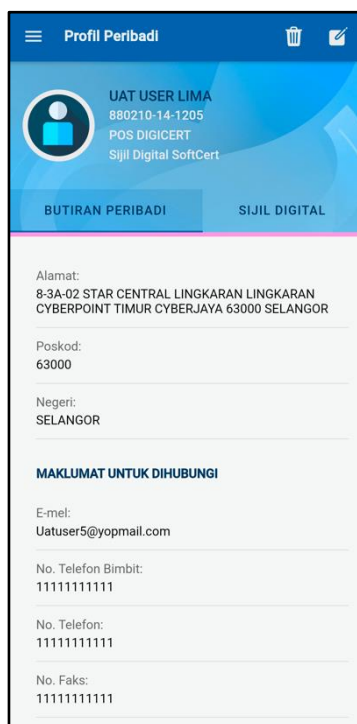 Profil Peribadi
UAT USER LIMA
880210-14-1205
POS DIGICERT
Sijil Digital SoftCert
BUTIRAN PERIBADI
SIJIL DIGITAL
Alamat:
8-3A-02 STAR CENTRAL LINGKARAN LINGKARAN
CYBERPOINT TIMUR CYBERJAYA 63000 SELANGOR
Poskod:
63000
Negeri:
SELANGOR
MAKLUMAT UNTUK DIHUBUNGI
E-mel:
Uatuser5@yopmail.com
No. Telefon Bimbit:
11111111111
No. Telefon:
11111111111
No. Faks:
11111111111